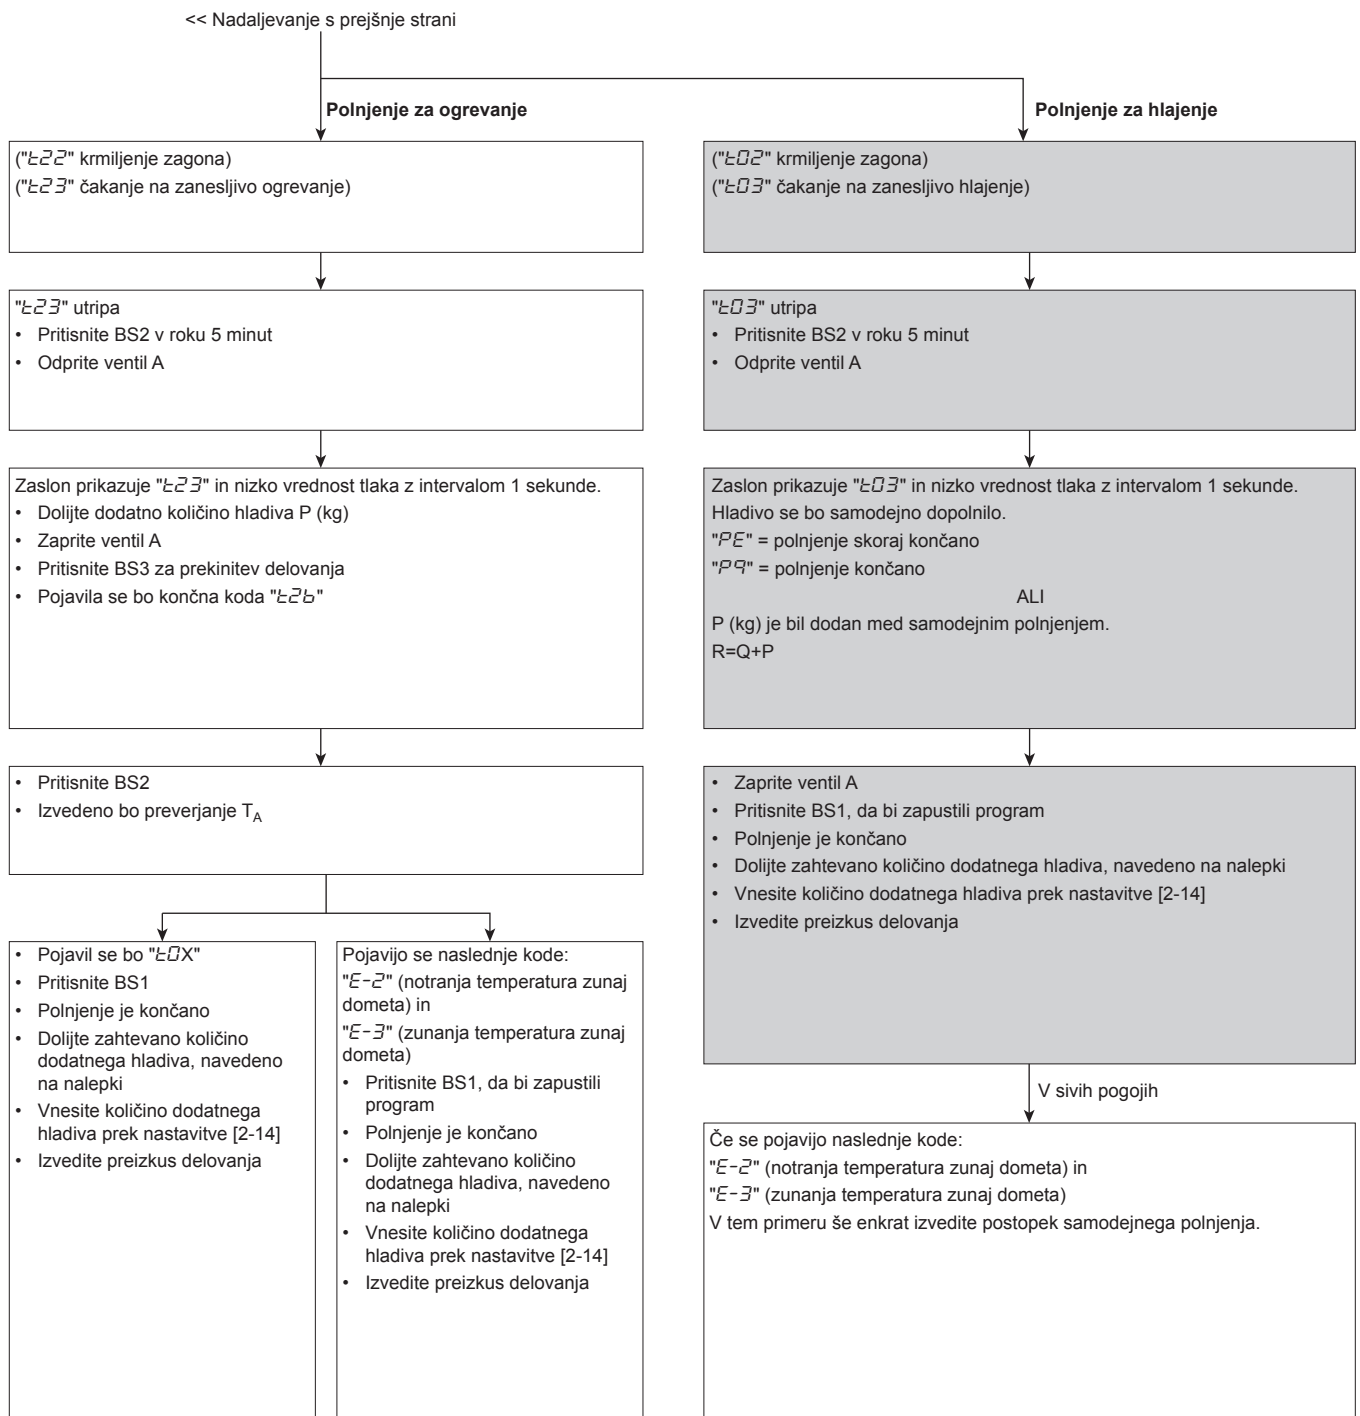 << Nadaljevanje s prejšnje strani
Polnjenje za ogrevanje
("t22" krmiljenje zagona)
("t23" čakanje na zanesljivo ogrevanje)
"t23" utripa
• Pritisnite BS2 v roku 5 minut
• Odprite ventil A
Zaslon prikazuje "t23" in nizko vrednost tlaka z intervalom 1 sekunde.
• Dolijte dodatno količino hladiva P (kg)
• Zaprite ventil A
• Pritisnite BS3 za prekinitev delovanja
• Pojavila se bo končna koda "t2b"
• Pritisnite BS2
• Izvedeno bo preverjanje TA
• Pojavil se bo "t0X"
• Pritisnite BS1
• Polnjenje je končano
• Dolijte zahtevano količino
dodatnega hladiva, navedeno
na nalepki
• Vnesite količino dodatnega
hladiva prek nastavitve [2-14]
• Izvedite preizkus delovanja
Pojavijo se naslednje kode:
"E-2" (notranja temperatura zunaj
dometa) in
"E-3" (zunanja temperatura zunaj
dometa)
• Pritisnite BS1, da bi zapustili
program
• Polnjenje je končano
• Dolijte zahtevano količino
dodatnega hladiva, navedeno
na nalepki
• Vnesite količino dodatnega
hladiva prek nastavitve [2-14]
• Izvedite preizkus delovanja
Polnjenje za hlajenje
("t02" krmiljenje zagona)
("t03" čakanje na zanesljivo hlajenje)
"t03" utripa
• Pritisnite BS2 v roku 5 minut
• Odprite ventil A
Zaslon prikazuje "t03" in nizko vrednost tlaka z intervalom 1 sekunde.
Hladivo se bo samodejno dopolnilo.
"PE" = polnjenje skoraj končano
"P9" = polnjenje končano
ALI
P (kg) je bil dodan med samodejnim polnjenjem.
R=Q+P
• Zaprite ventil A
• Pritisnite BS1, da bi zapustili program
• Polnjenje je končano
• Dolijte zahtevano količino dodatnega hladiva, navedeno na nalepki
• Vnesite količino dodatnega hladiva prek nastavitve [2-14]
• Izvedite preizkus delovanja
V sivih pogojih
Če se pojavijo naslednje kode:
"E-2" (notranja temperatura zunaj dometa) in
"E-3" (zunanja temperatura zunaj dometa)
V tem primeru še enkrat izvedite postopek samodejnega polnjenja.